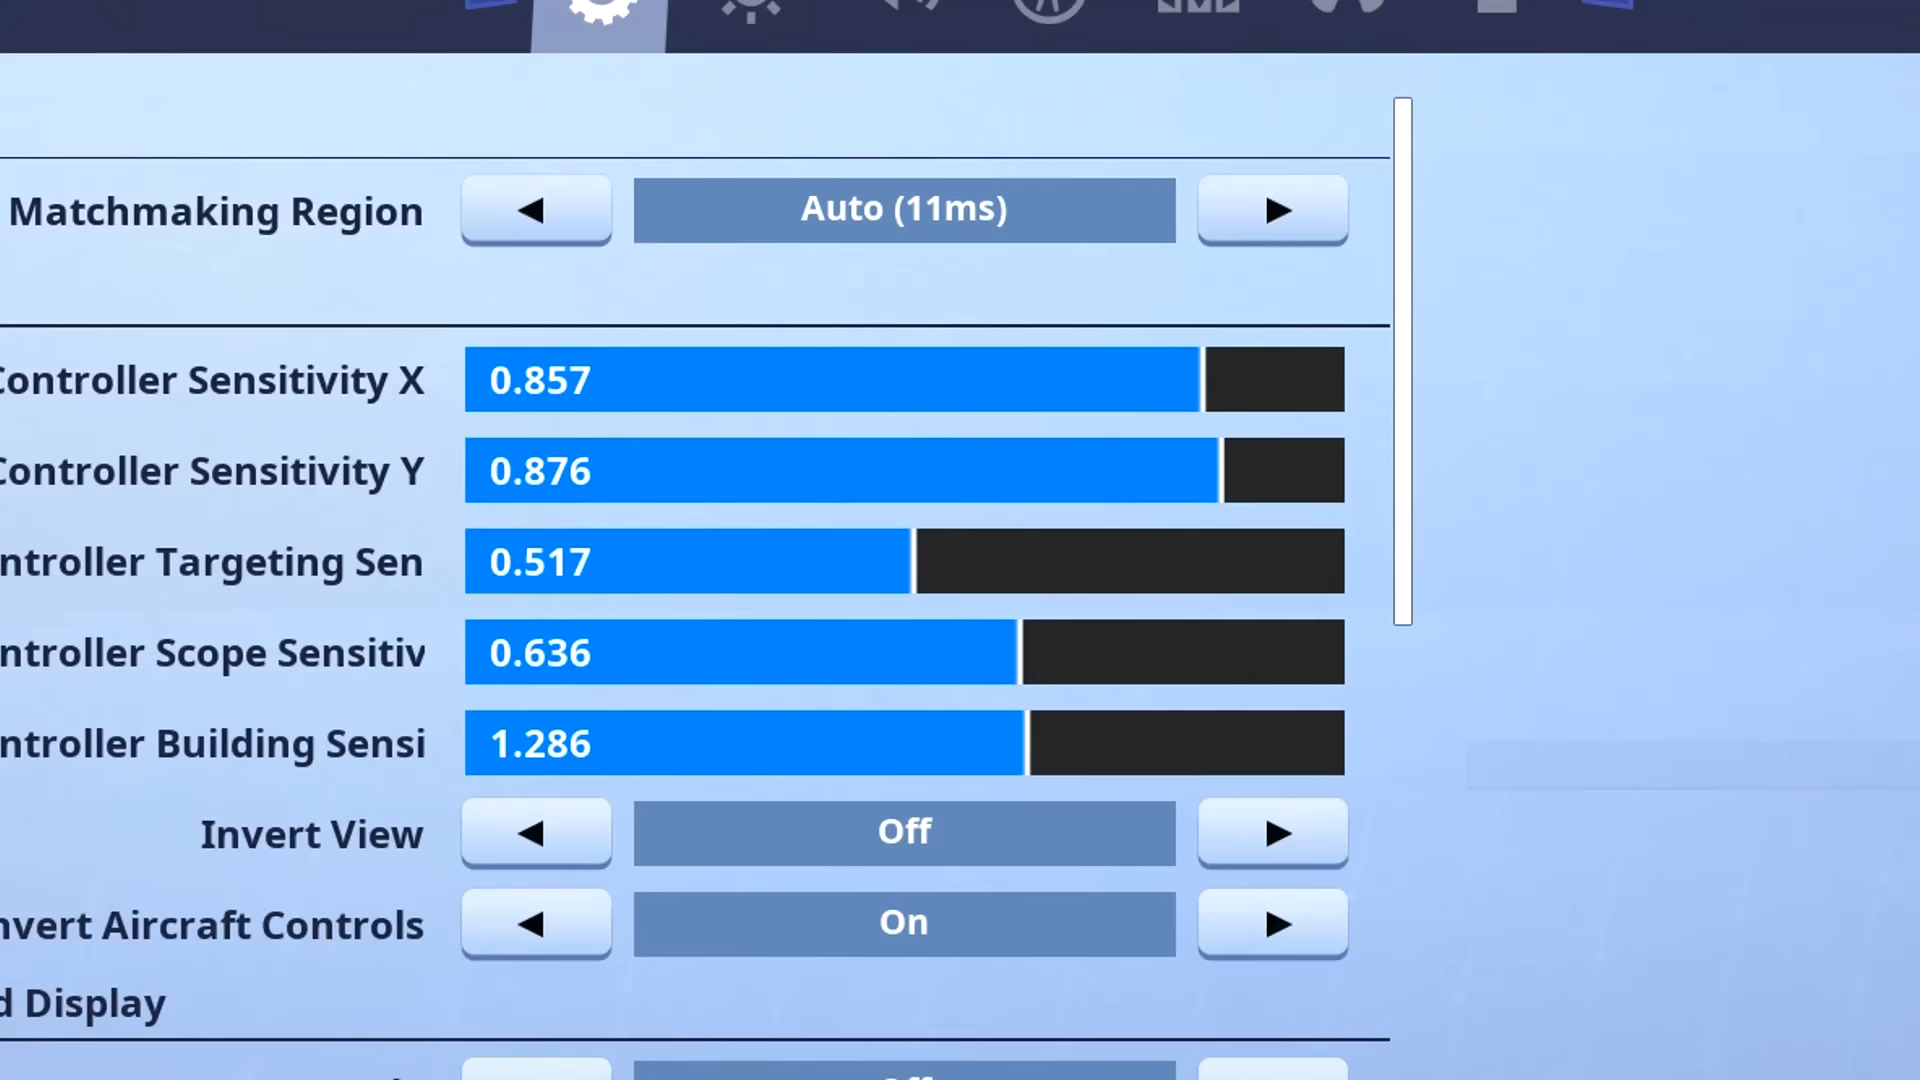 Matchmaking Region
Auto (11ms)
Controller Sensitivity X
0.857
Controller Sensitivity Y
0.876
ntroller Targeting Sen
0.517
ntroller Scope Sensitiv
0.636
ntroller Building Sensi
1.286
Invert View
Off
nvert Aircraft Controls
On
d Display
Off